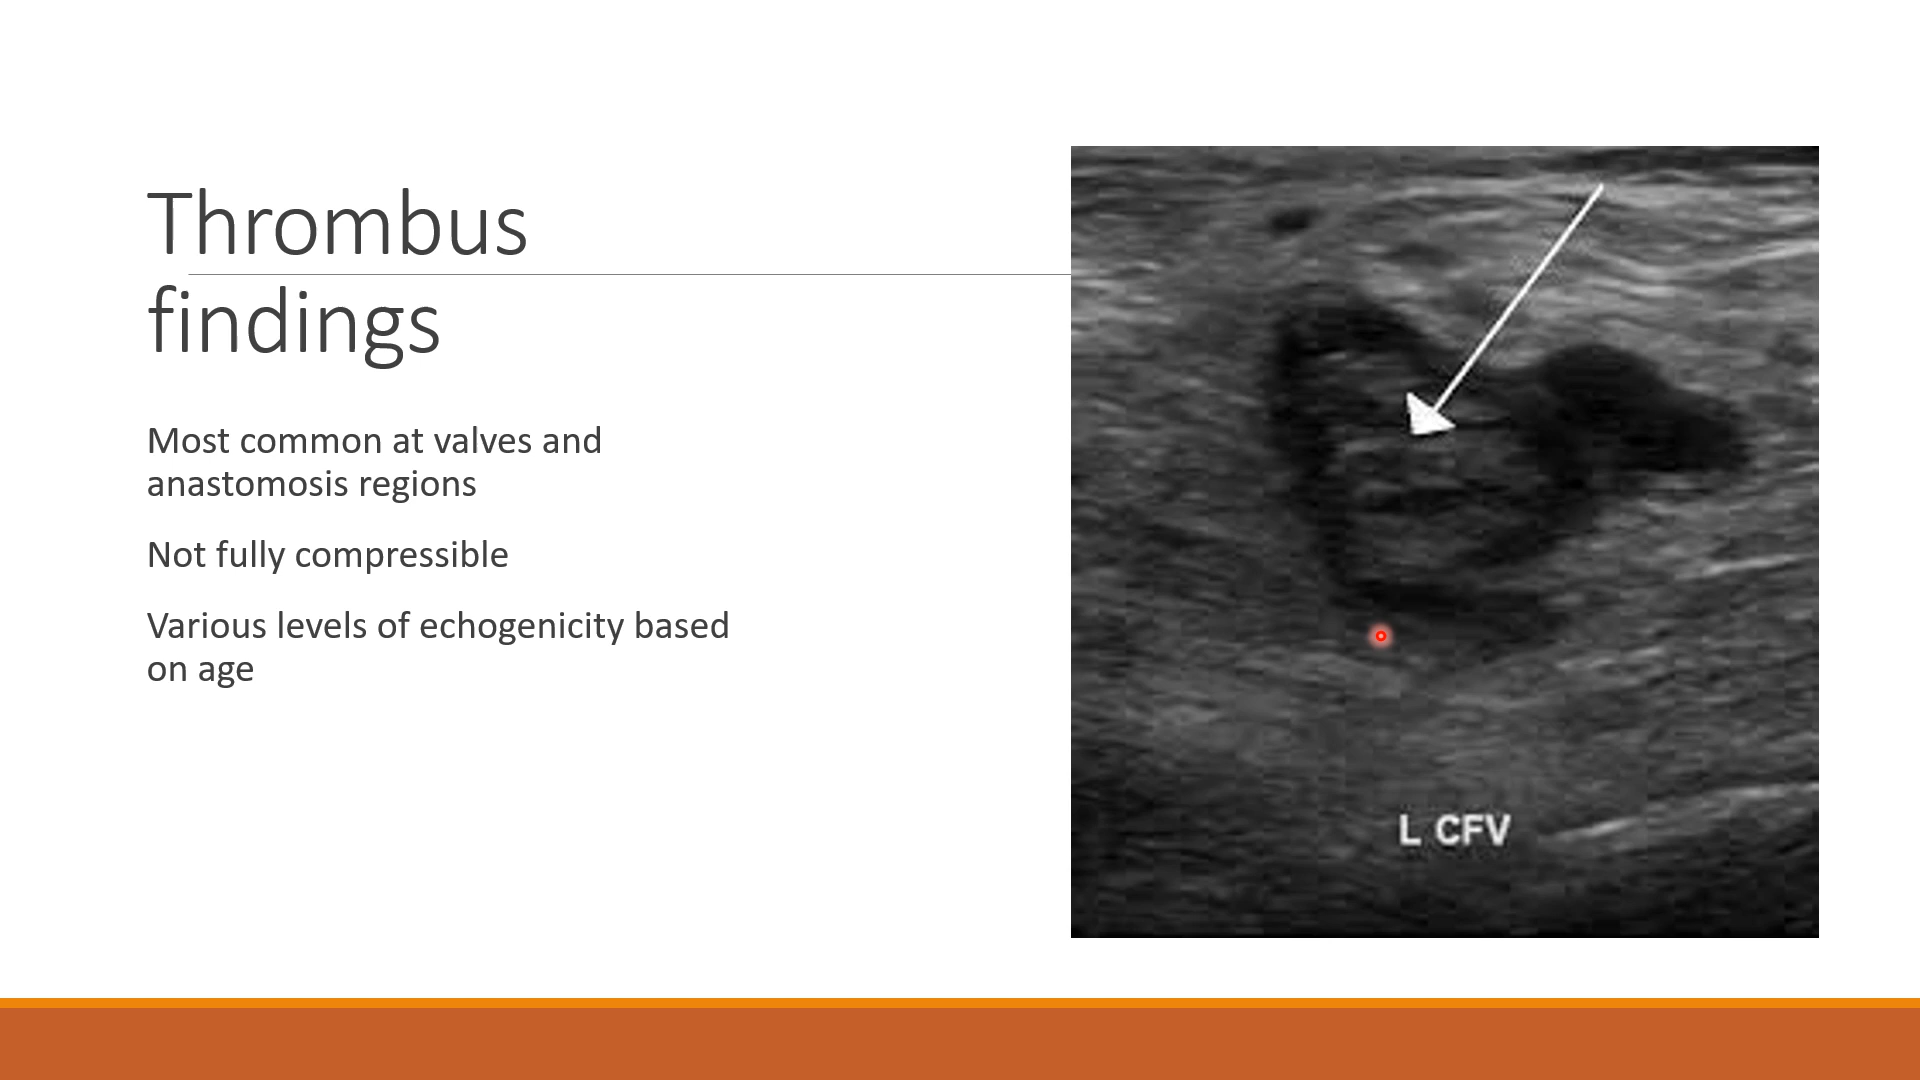 Thrombus
findings
Most common at valves and
anastomosis regions
Not fully compressible
Various levels of echogenicity based
on age
L CFV